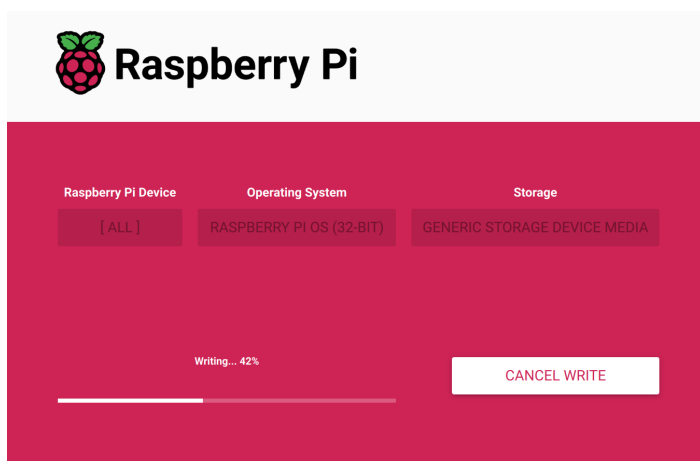 Raspberry Pi
Raspberry Pi Device
Operating System
Storage
[ ALL ]
RASPBERRY PI OS (32-BIT)
GENERIC STORAGE DEVICE MEDIA
Writing... 42%
CANCEL WRITE